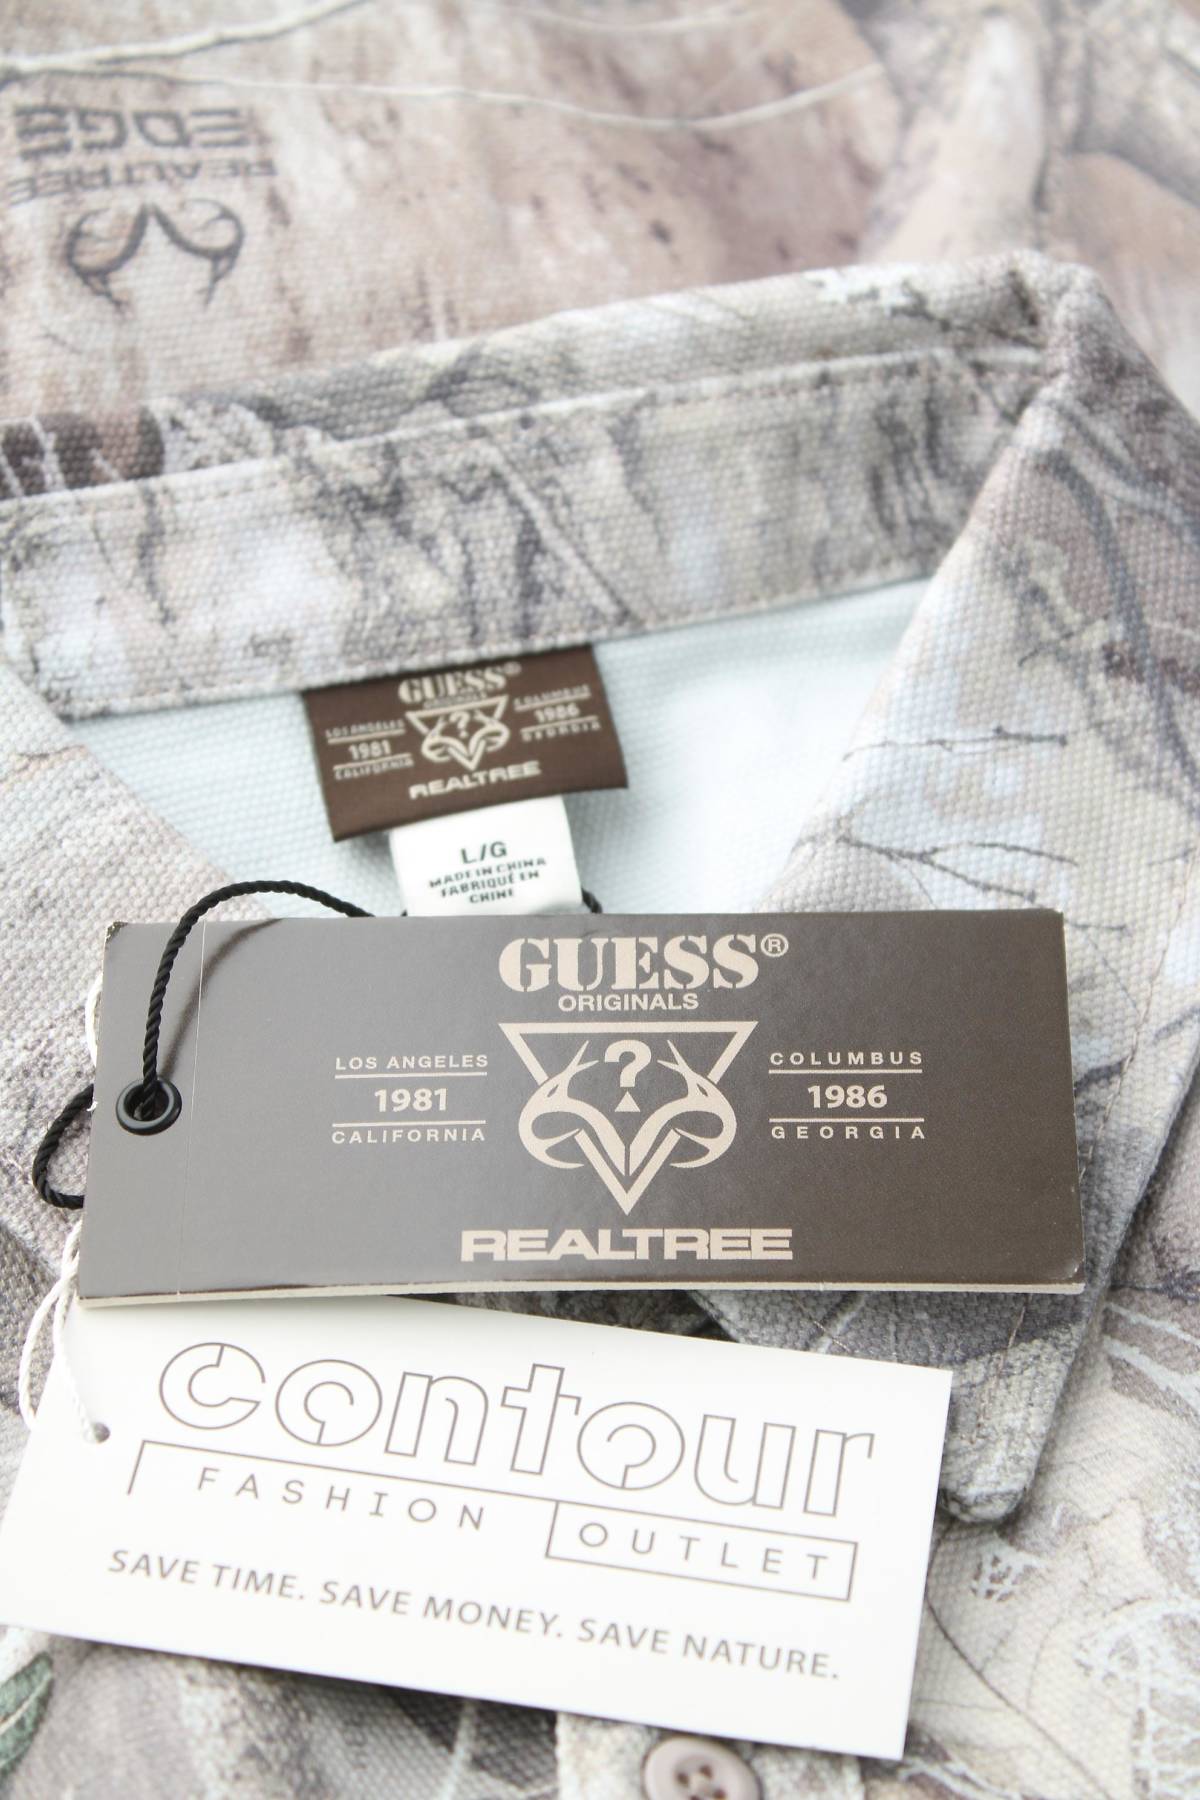 REALTREE
EDGE
GUESS®
ORIGINALS
LOS ANGELES
1981
CALIFORNIA
?
COLUMBUS
1986
GEORGIA
REALTREE
L/G
MADE IN CHINA
FABRIQUÉ EN
CHINE
GUESS®
ORIGINALS
LOS ANGELES
1981
CALIFORNIA
?
COLUMBUS
1986
GEORGIA
REALTREE
contour
FASHION
OUTLET
SAVE TIME. SAVE MONEY. SAVE NATURE.